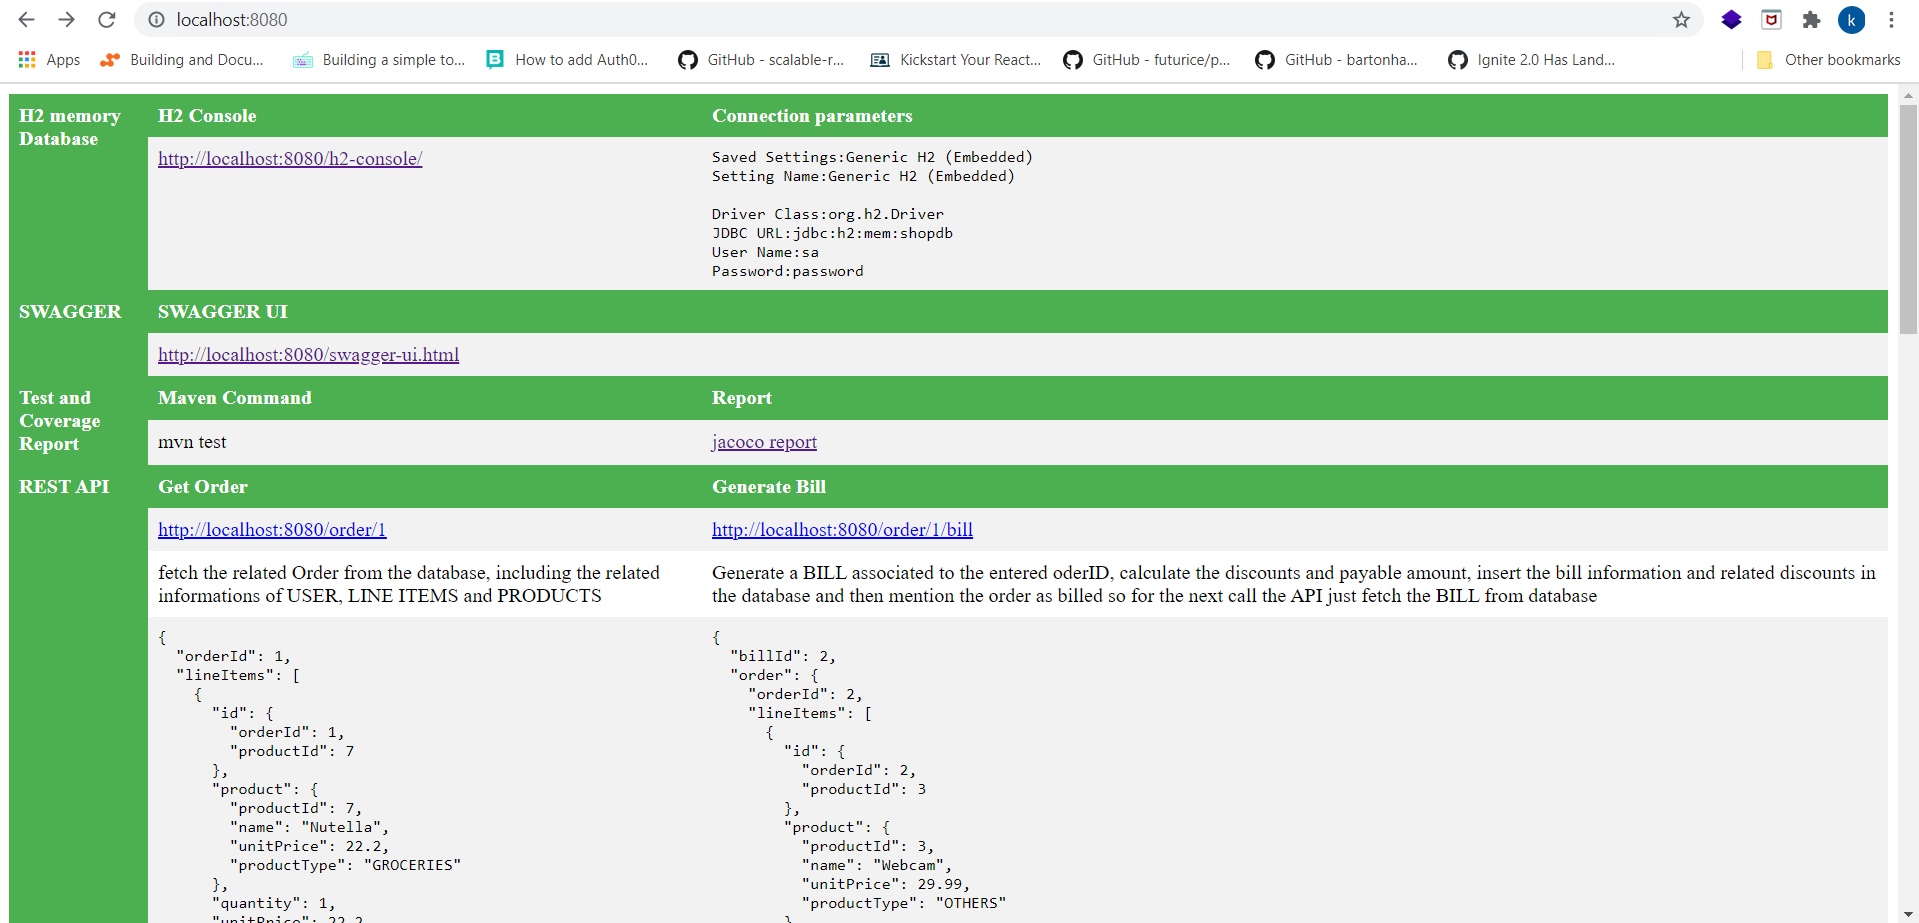 localhost:8080
k
Apps
Building and Docu...
Building a simple to...
How to add Auth0...
GitHub - scalable-r...
Kickstart Your React...
GitHub - futurice/p...
GitHub - bartonha...
Ignite 2.0 Has Land...
Other bookmarks
H2 memory
Database
H2 Console
Connection parameters
http://localhost:8080/h2-console/
Saved Settings:Generic H2 (Embedded)
Setting Name:Generic H2 (Embedded)
Driver Class:org.h2.Driver
JDBC URL:jdbc:h2:mem:shopdb
User Name:sa
Password:password
SWAGGER
SWAGGER UI
http://localhost:8080/swagger-ui.html
Test and
Coverage
Report
Maven Command
Report
mvn test
jacoco report
REST API
Get Order
Generate Bill
http://localhost:8080/order/1
http://localhost:8080/order/1/bill
fetch the related Order from the database, including the related
informations of USER, LINE ITEMS and PRODUCTS
Generate a BILL associated to the entered oderID, calculate the discounts and payable amount, insert the bill information and related discounts in
the database and then mention the order as billed so for the next call the API just fetch the BILL from database
{
"orderId": 1,
"lineItems": [
{
"id": {
"orderId": 1,
"productId": 7
},
"product": {
"productId": 7,
"name": "Nutella",
"unitPrice": 22.2,
"productType": "GROCERIES"
},
"quantity": 1,
"unitPrice": 22.2
{
"billId": 2,
"order": {
"orderId": 2,
"lineItems": [
{
"id": {
"orderId": 2,
"productId": 3
},
"product": {
"productId": 3,
"name": "Webcam",
"unitPrice": 29.99,
"productType": "OTHERS"
}